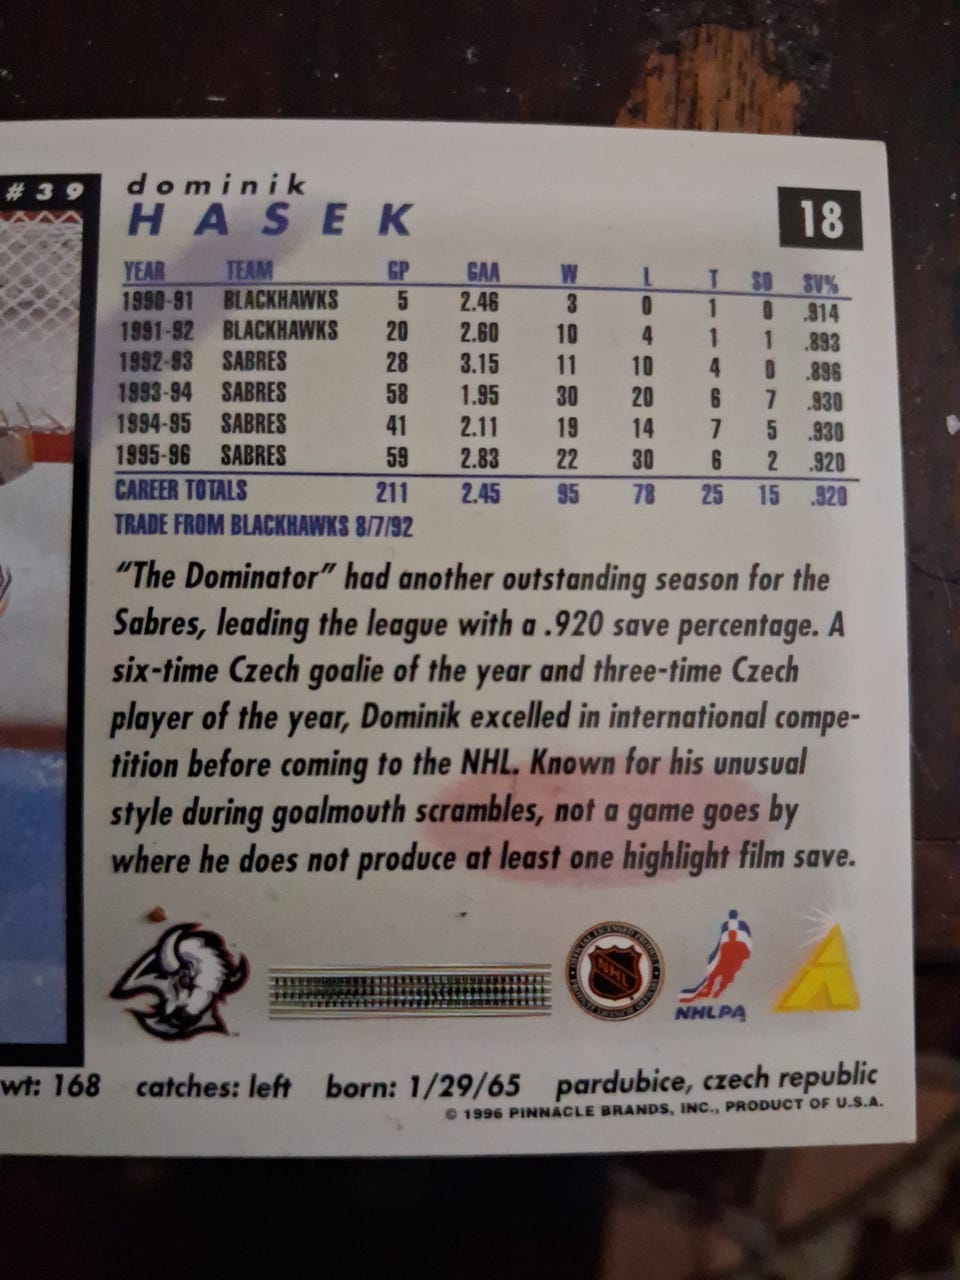 #39
dominik
HASEK
18
YEAR TEAM GP GAA W L T SO SV%
1990-91 BLACKHAWKS 5 2.46 3 0 1 0 .914
1991-92 BLACKHAWKS 20 2.60 10 4 1 1 .893
1992-93 SABRES 28 3.15 11 10 4 0 .896
1993-94 SABRES 58 1.95 30 20 6 7 .930
1994-95 SABRES 41 2.11 19 14 7 5 .930
1995-96 SABRES 59 2.83 22 30 6 2 .920
CAREER TOTALS 211 2.45 95 78 25 15 .920
TRADE FROM BLACKHAWKS 8/7/92
"The Dominator" had another outstanding season for the
Sabres, leading the league with a .920 save percentage. A
six-time Czech goalie of the year and three-time Czech
player of the year, Dominik excelled in international compe-
tition before coming to the NHL. Known for his unusual
style during goalmouth scrambles, not a game goes by
where he does not produce at least one highlight film save.
NHL
NHLPA
wt: 168 catches: left born: 1/29/65 pardubice, czech republic
© 1996 PINNACLE BRANDS, INC., PRODUCT OF U.S.A.